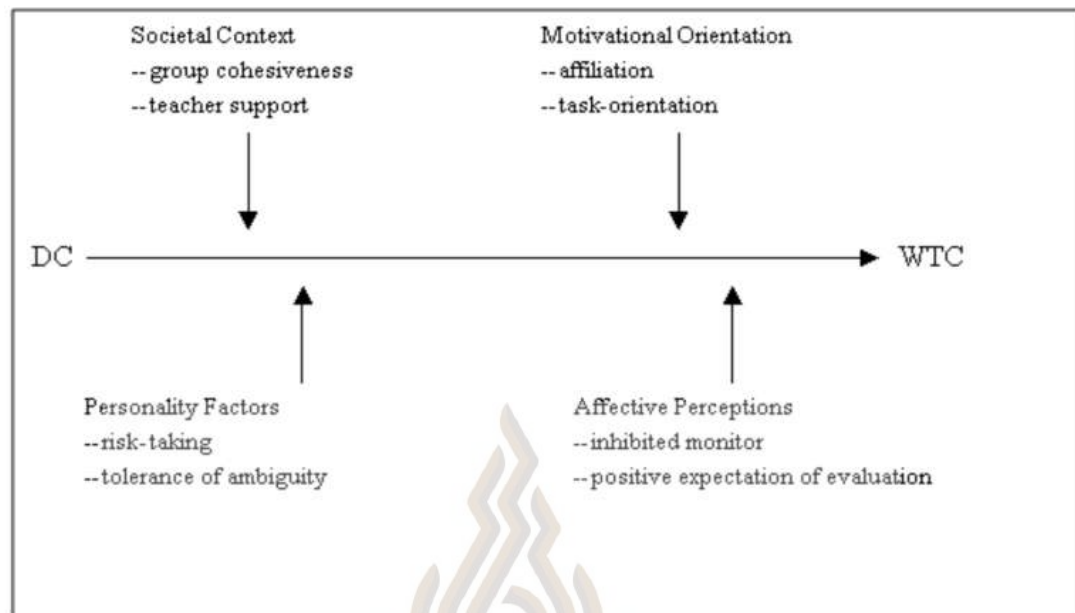 Societal Context
--group cohesiveness
--teacher support
Motivational Orientation
--affiliation
--task-orientation
DC
WTC
Personality Factors
--risk-taking
--tolerance of ambiguity
Affective Perceptions
--inhibited monitor
--positive expectation of evaluation